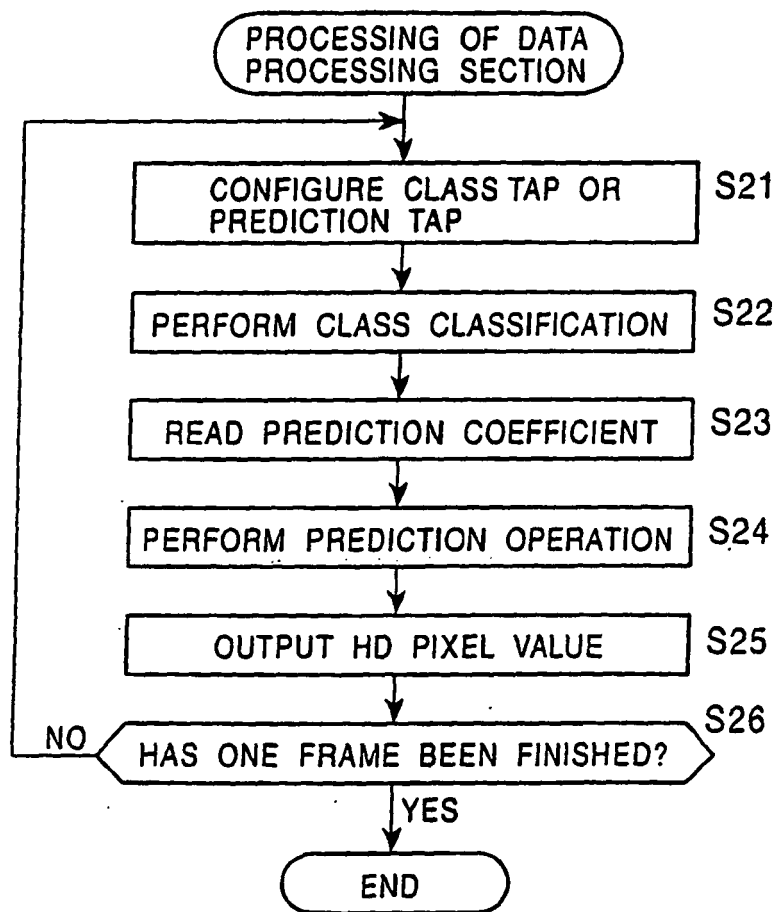 PROCESSING OF DATA
PROCESSING SECTION
CONFIGURE CLASS TAP OR
PREDICTION TAP
S21
PERFORM CLASS CLASSIFICATION
S22
READ PREDICTION COEFFICIENT
S23
PERFORM PREDICTION OPERATION
S24
OUTPUT HD PIXEL VALUE
S25
S26
NO
HAS ONE FRAME BEEN FINISHED?
YES
END